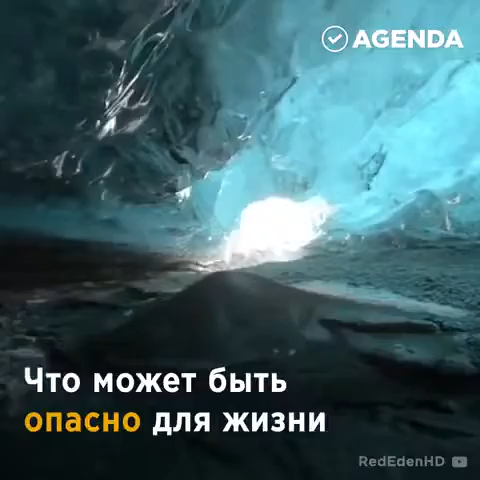 AGENDA
Что может быть
опасно для жизни
RedEdenHD